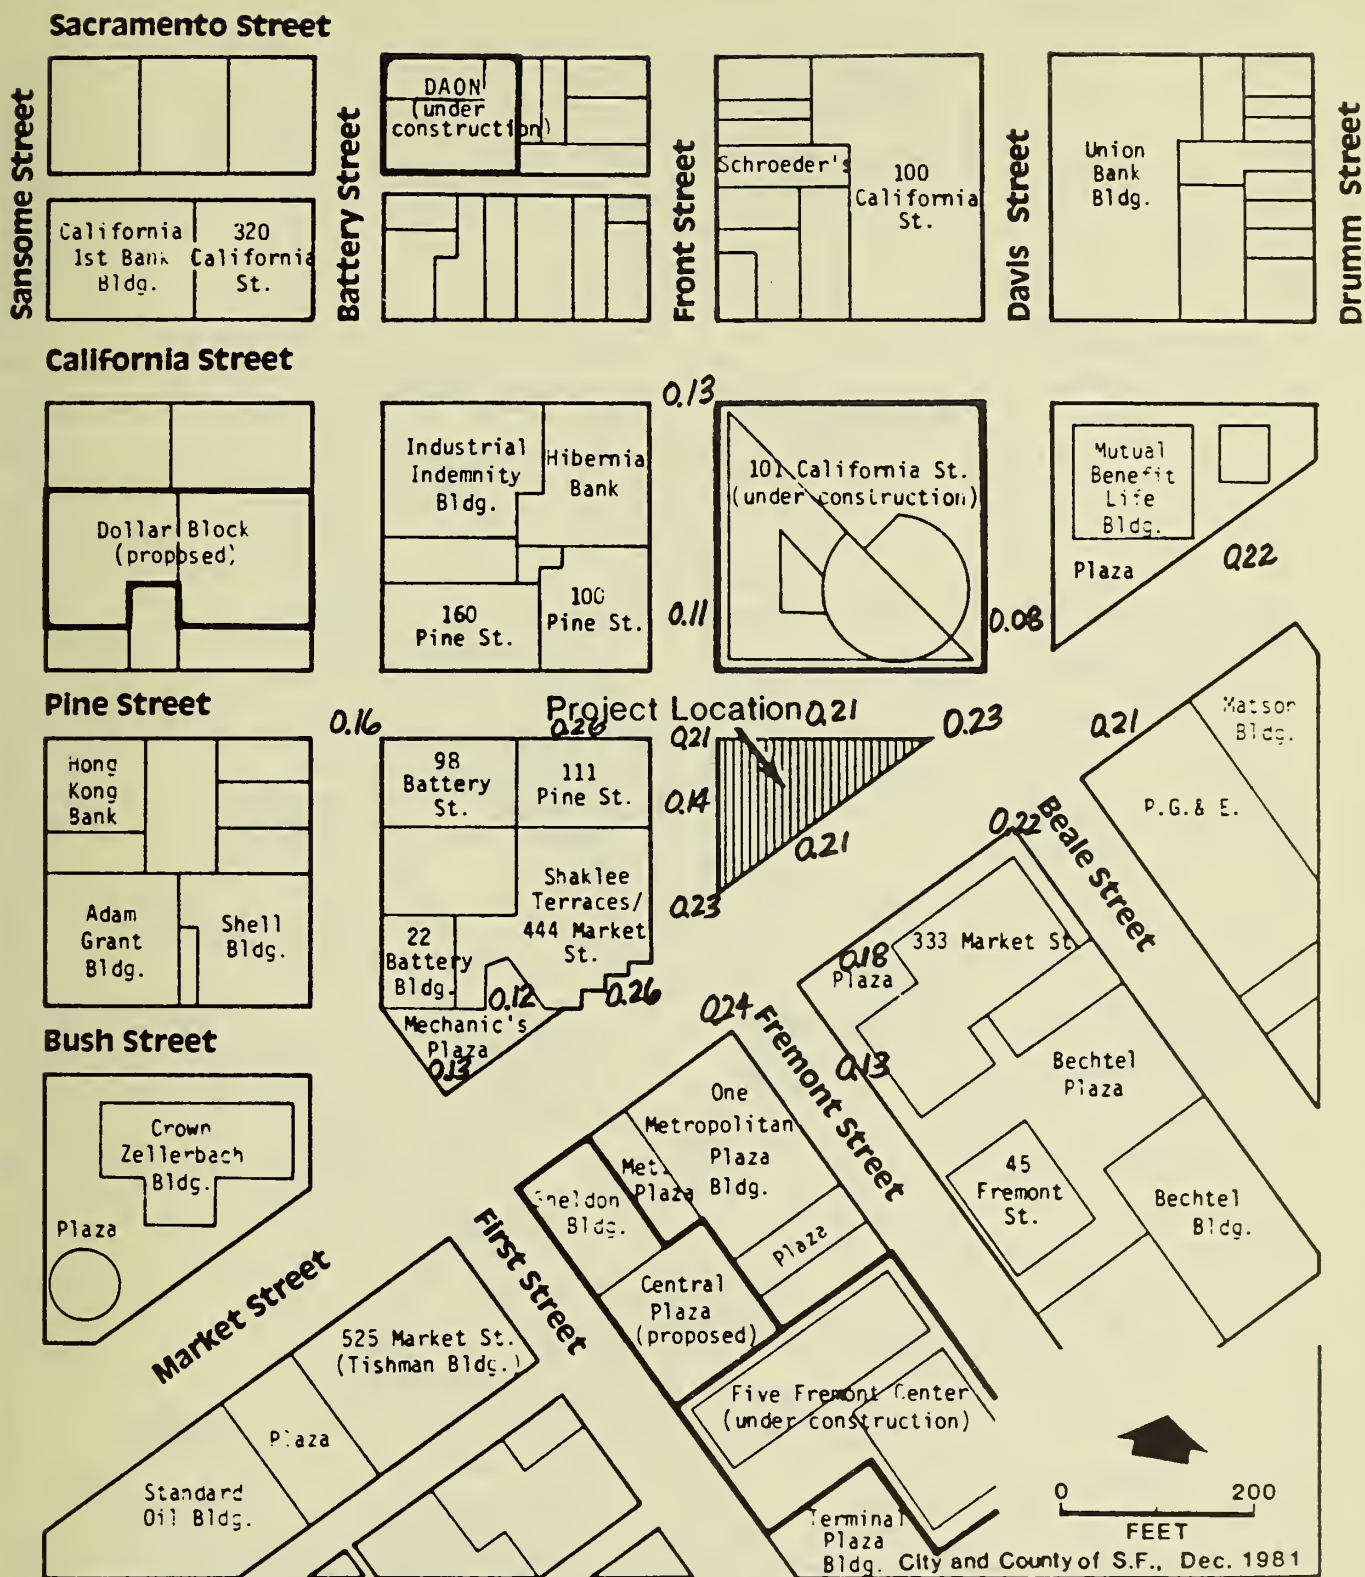 Sacramento Street
Sansome Street
Battery Street
Front Street
Davis Street
Drumm Street
DAON
(under
construction)
Schroeder's
100
California
St.
Union
Bank
Bldg.
California
1st Bank
Bldg.
320
California
St.
California Street
0.13
Industrial
Indemnity
Bldg.
Hibernia
Bank
101 California St.
(under construction)
Mutual
Benefit
Life
Bldg.
Plaza
0.22
Dollar Block
(proposed)
160
Pine St.
100
Pine St.
0.11
0.08
Pine Street
0.16
Project Location
0.26
0.21
0.21
0.23
0.21
Matson
Bldg.
P.G.& E.
Hong
Kong
Bank
98
Battery
St.
111
Pine St.
0.14
0.21
0.22
Beale Street
0.23
Adam
Grant
Bldg.
Shell
Bldg.
22
Battery
Bldg.
Shaklee
Terraces/
444 Market
St.
333 Market St
0.18
Plaza
0.12
0.26
0.24
Bush Street
Mechanic's
Plaza
0.13
Fremont Street
0.13
Bechtel
Plaza
Crown
Zellerbach
Bldg.
Plaza
One
Metropolitan
Plaza
Bldg.
Met.
Plaza
Sheldon
Bldg.
Plaza
45
Fremont
St.
Bechtel
Bldg.
Market Street
First Street
Central
Plaza
(proposed)
525 Market St.
(Tishman Bldg.)
Plaza
Standard
Oil Bldg.
Five Fremont Center
(under construction)
Terminal
Plaza
Bldg.
0 200
FEET
City and County of S.F., Dec. 1981